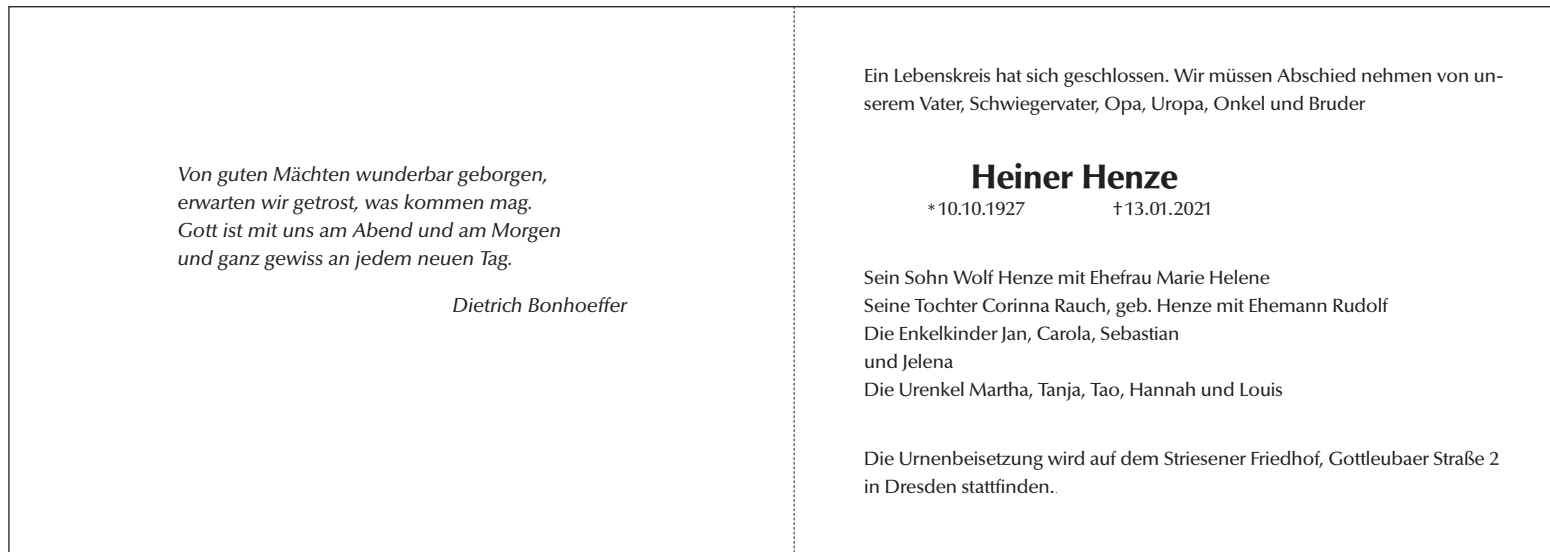 Von guten Mächten wunderbar geborgen,
erwarten wir getrost, was kommen mag.
Gott ist mit uns am Abend und am Morgen
und ganz gewiss an jedem neuen Tag.
Dietrich Bonhoeffer
Ein Lebenskreis hat sich geschlossen. Wir müssen Abschied nehmen von un-
serem Vater, Schwiegervater, Opa, Uropa, Onkel und Bruder
Heiner Henze
*10.10.1927 †13.01.2021
Sein Sohn Wolf Henze mit Ehefrau Marie Helene
Seine Tochter Corinna Rauch, geb. Henze mit Ehemann Rudolf
Die Enkelkinder Jan, Carola, Sebastian
und Jelena
Die Urenkel Martha, Tanja, Tao, Hannah und Louis
Die Urnenbeisetzung wird auf dem Striesener Friedhof, Gottleubaer Straße 2
in Dresden stattfinden..